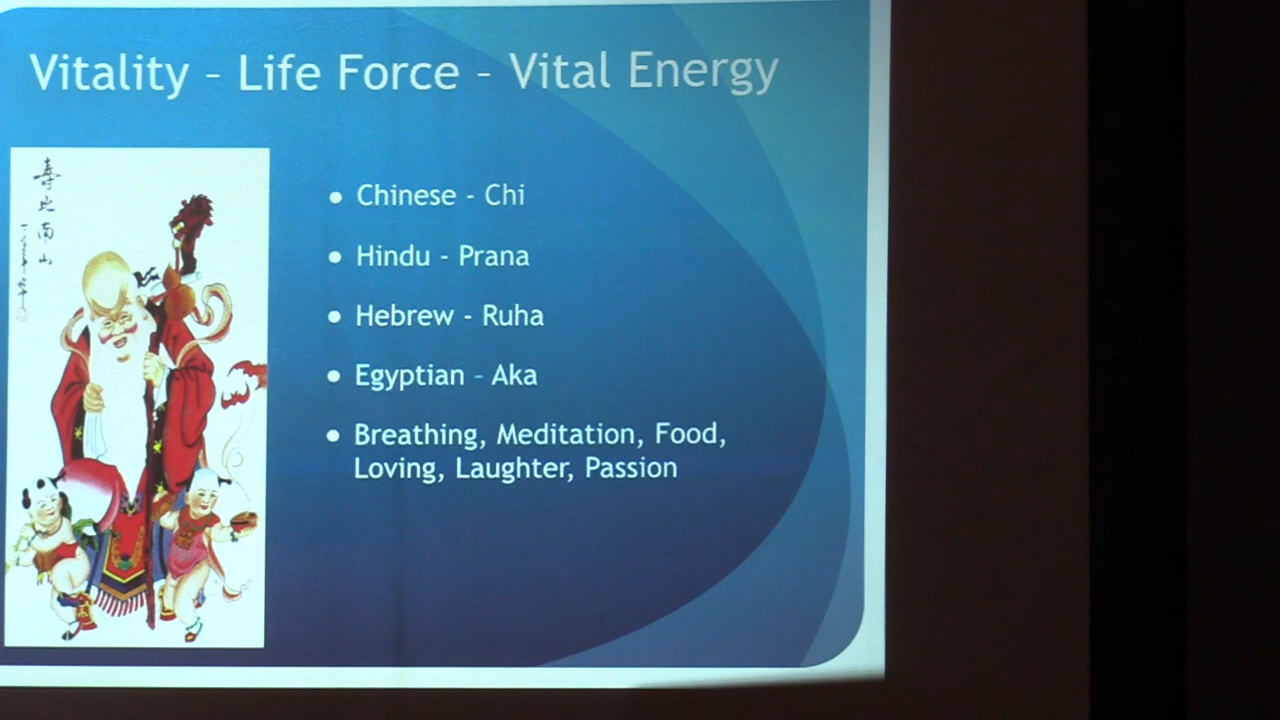 Vitality – Life Force – Vital Energy
壽比南山
• Chinese - Chi
• Hindu - Prana
• Hebrew - Ruha
• Egyptian – Aka
• Breathing, Meditation, Food,
Loving, Laughter, Passion